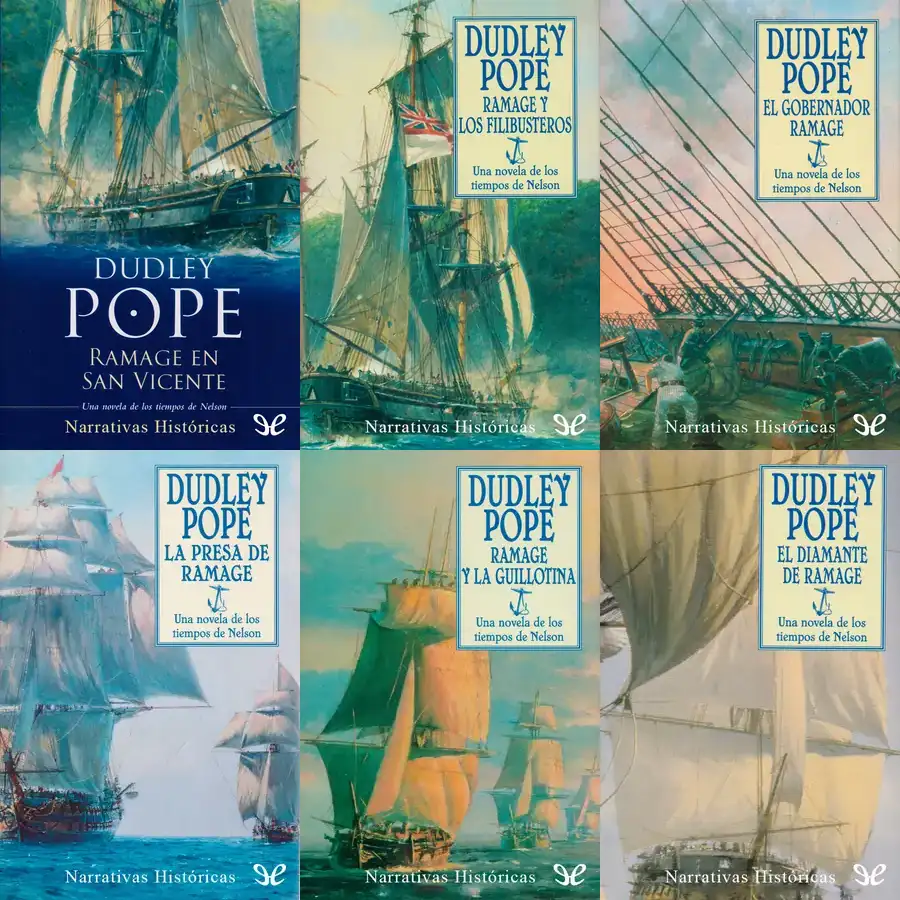 DUDLEY
POPE
RAMAGE EN
SAN VICENTE
Una novela de los tiempos de Nelson
Narrativas Históricas
DUDLEY
POPE
RAMAGE Y
LOS FILIBUSTEROS
Una novela de los
tiempos de Nelson
Narrativas Históricas
DUDLEY
POPE
EL GOBERNADOR
RAMAGE
Una novela de los
tiempos de Nelson
Narrativas Históricas
DUDLEY
POPE
LA PRESA DE
RAMAGE
Una novela de los
tiempos de Nelson
Narrativas Históricas
DUDLEY
POPE
RAMAGE
Y LA GUILLOTINA
Una novela de los
tiempos de Nelson
Narrativas Históricas
DUDLEY
POPE
EL DIAMANTE
DE RAMAGE
Una novela de los
tiempos de Nelson
Narrativas Históricas